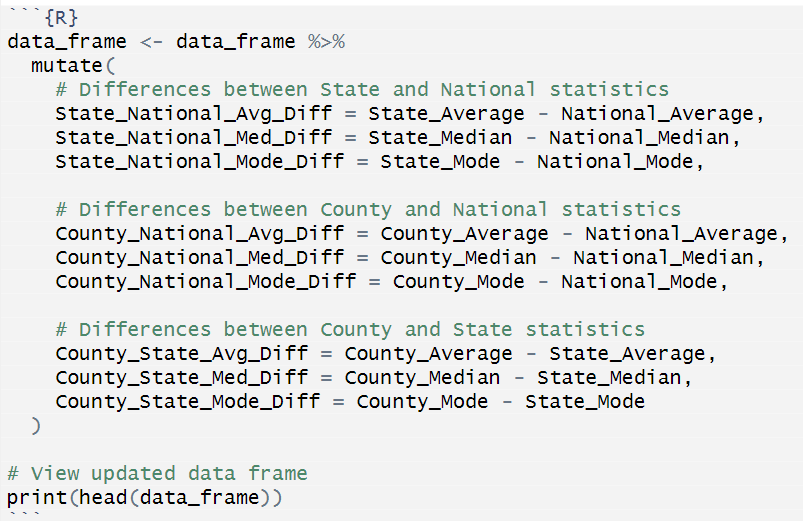 ```{R}
data_frame <- data_frame %>%
  mutate(
    # Differences between State and National statistics
    State_National_Avg_Diff = State_Average - National_Average,
    State_National_Med_Diff = State_Median - National_Median,
    State_National_Mode_Diff = State_Mode - National_Mode,

    # Differences between County and National statistics
    County_National_Avg_Diff = County_Average - National_Average,
    County_National_Med_Diff = County_Median - National_Median,
    County_National_Mode_Diff = County_Mode - National_Mode,

    # Differences between County and State statistics
    County_State_Avg_Diff = County_Average - State_Average,
    County_State_Med_Diff = County_Median - State_Median,
    County_State_Mode_Diff = County_Mode - State_Mode
  )

# View updated data frame
print(head(data_frame))
```